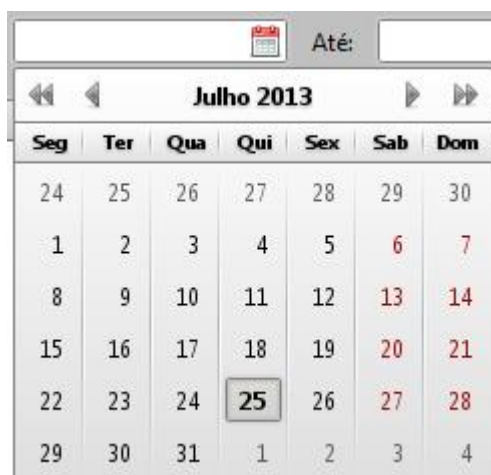 Até:
Julho 2013
Seg Ter Qua Qui Sex Sab Dom
24 25 26 27 28 29 30
1 2 3 4 5 6 7
8 9 10 11 12 13 14
15 16 17 18 19 20 21
22 23 24 25 26 27 28
29 30 31 1 2 3 4